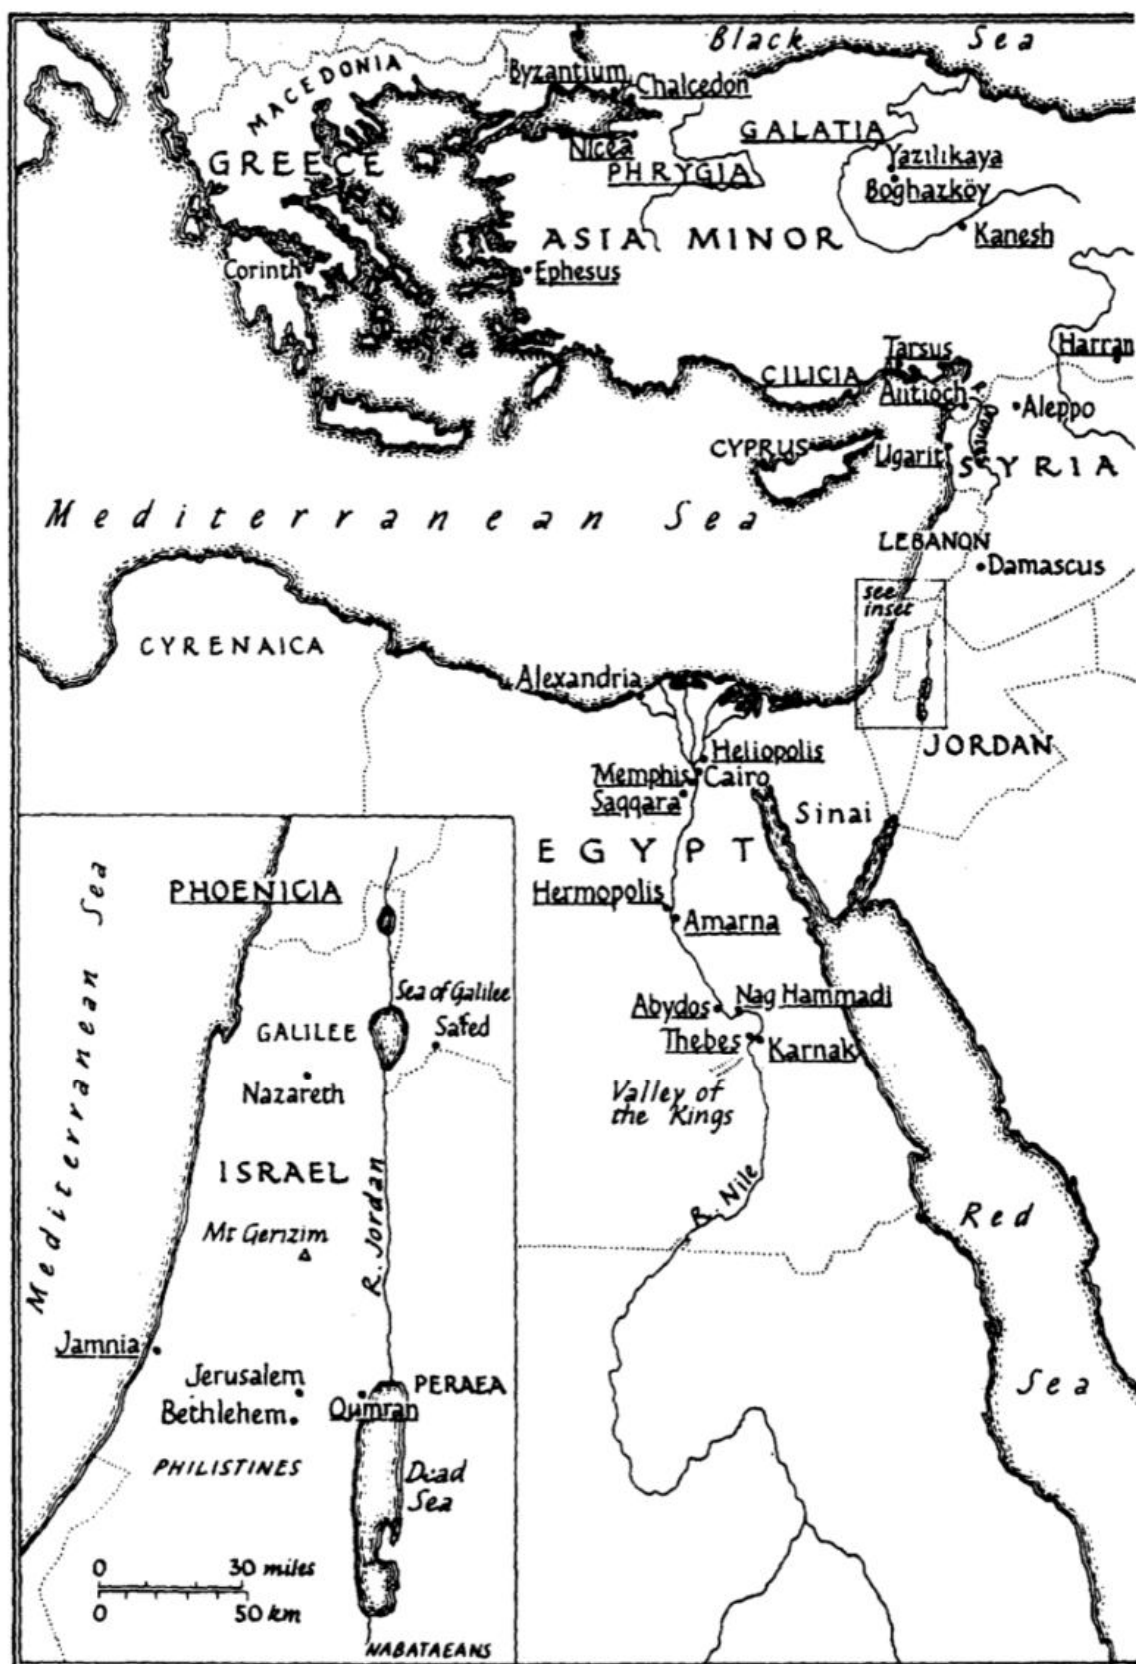 Black Sea
MACEDONIA
Byzantium
Chalcedon
GREECE
Nicea
GALATIA
PHRYGIA
Yazılıkaya
Boghazköy
ASIA MINOR
Kanesh
Corinth
Ephesus
Tarsus
Harran
CILICIA
Antioch
Aleppo
R. Orontes
CYPRUS
Ugarit
SYRIA
Mediterranean Sea
LEBANON
Damascus
see
inset
CYRENAICA
Alexandria
JORDAN
Heliopolis
Memphis
Cairo
Saqqara
Sinai
EGYPT
Hermopolis
Amarna
Abydos
Nag Hammadi
Thebes
Karnak
Valley of
the Kings
R. Nile
Red
Sea
Mediterranean Sea
PHOENICIA
Sea of Galilee
GALILEE
Safed
Nazareth
ISRAEL
R. Jordan
Mt Gerizim
Jamnia
Jerusalem
PERAEA
Bethlehem
Qumran
PHILISTINES
Dead
Sea
0 30 miles
0 50 km
NABATAEANS